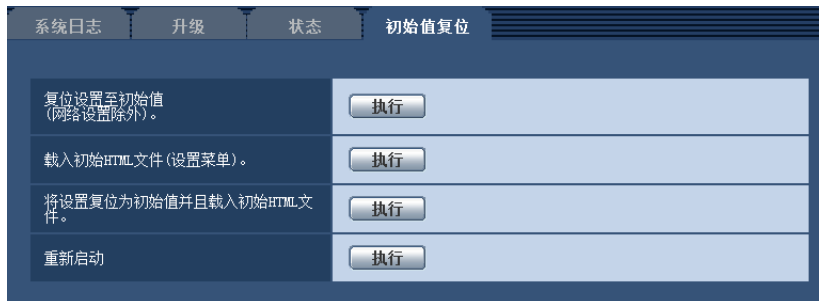 系统日志 升级 状态 初始值复位
复位设置至初始值
(网络设置除外)。
执行
载入初始HTML文件(设置菜单)。
执行
将设置复位为初始值并且载入初始HTML文
件。
执行
重新启动
执行